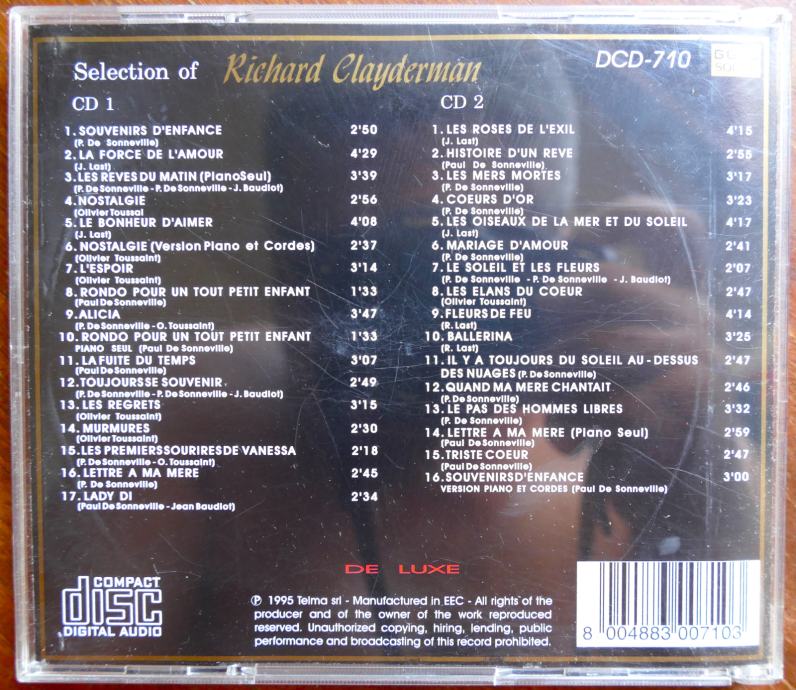 Selection of Richard Clayderman
DCD-710
CD 1
1. SOUVENIRS D'ENFANCE 2'50
(P. De Sonneville)
2. LA FORCE DE L'AMOUR 4'29
(J. Last)
3. LES REVES DU MATIN (Piano Seul) 3'39
(P. De Sonneville - P. De Sonneville - J. Baudlot)
4. NOSTALGIE 2'56
(Olivier Toussai
5. LE BONHEUR D'AIMER 4'08
(J. Last)
6. NOSTALGIE (Version Piano et Cordes) 2'37
(Olivier Toussaint)
7. L'ESPOIR 3'14
(Olivier Toussaint)
8. RONDO POUR UN TOUT PETIT ENFANT 1'33
(Paul De Sonneville)
9. ALICIA 3'47
(P. De Sonneville - O. Toussaint)
10. RONDO POUR UN TOUT PETIT ENFANT 1'33
PIANO SEUL (Paul De Sonneville)
11. LA FUITE DU TEMPS 3'07
(Paul De Sonneville)
12. TOUJOURS SE SOUVENIR 2'49
(P. De Sonneville - P. De Sonneville - J. Baudlot)
13. LES REGRETS 3'15
(Olivier Toussaint)
14. MURMURES 2'30
(Olivier Toussaint)
15. LES PREMIERS SOURIRES DE VANESSA 2'18
(P. De Sonneville - O. Toussaint)
16. LETTRE A MA MERE 2'45
(P. De Sonneville)
17. LADY DI 2'34
(Paul De Sonneville - Jean Baudlot)
CD 2
1. LES ROSES DE L'EXIL 4'15
(J. Last)
2. HISTOIRE D'UN REVE 2'55
(Paul De Sonneville)
3. LES MERS MORTES 3'17
(P. De Sonneville)
4. COEURS D'OR 3'23
(P. De Sonneville)
5. LES OISEAUX DE LA MER ET DU SOLEIL 4'17
(J. Last)
6. MARIAGE D'AMOUR 2'41
(P. De Sonneville)
7. LE SOLEIL ET LES FLEURS 2'07
(P. De Sonneville - P. De Sonneville - J. Baudlot)
8. LES ELANS DU COEUR 2'47
(Olivier Toussaint)
9. FLEURS DE FEU 4'14
(R. Last)
10. BALLERINA 3'25
(R. Last)
11. IL Y A TOUJOURS DU SOLEIL AU-DESSUS 2'47
DES NUAGES (P. De Sonneville)
12. QUAND MA MERE CHANTAIT 2'46
(P. De Sonneville)
13. LE PAS DES HOMMES LIBRES 3'32
(P. De Sonneville)
14. LETTRE A MA MERE (Piano Seul) 2'59
(Paul De Sonneville)
15. TRISTE COEUR 2'47
(Paul De Sonneville)
16. SOUVENIRS D'ENFANCE 3'00
VERSION PIANO ET CORDES (Paul De Sonneville)
DE LUXE
COMPACT
disc
DIGITAL AUDIO
℗ 1995 Telma srl - Manufactured in EEC - All rights of the
producer and of the owner of the work reproduced
reserved. Unauthorized copying, hiring, lending, public
performance and broadcasting of this record prohibited.
8 004883 007103